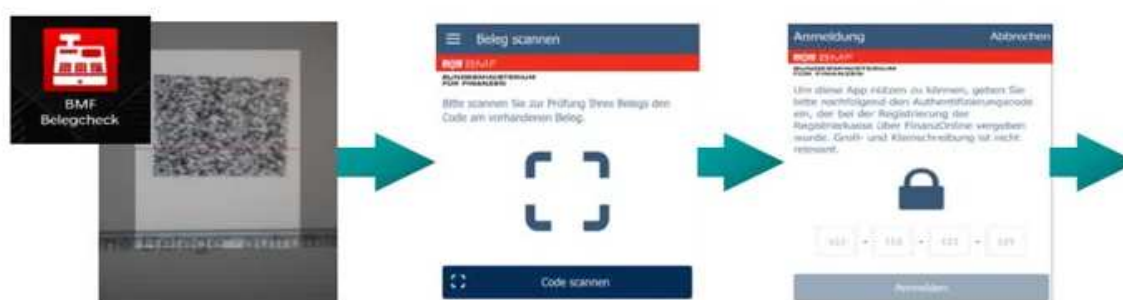 BMF
Belegcheck
Beleg scannen
BMF
BUNDESMINISTERIUM
FÜR FINANZEN
Bitte scannen Sie zur Prüfung Ihres Belegs den
Code am vorhandenen Beleg.
Code scannen
Anmeldung
Abbrechen
BMF
BUNDESMINISTERIUM
FÜR FINANZEN
Um diese App nutzen zu können, geben Sie
bitte nachfolgend den Authentifizierungscode
ein, der bei der Registrierung der
Registrierkasse über FinanzOnline vergeben
wurde. Groß- und Kleinschreibung ist nicht
relevant.
Anmelden